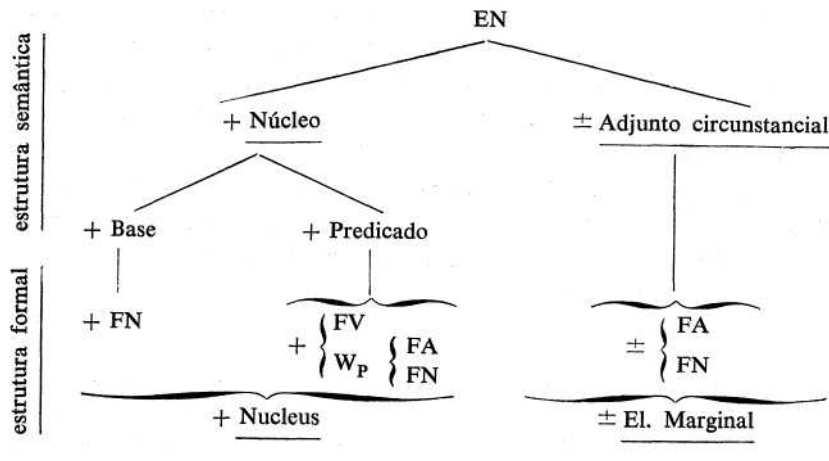 EN
estrutura semântica
+ Núcleo
± Adjunto circunstancial
+ Base
+ Predicado
estrutura formal
+ FN
+ { FV
W_P { FA
FN
± { FA
FN
+ Nucleus
± El. Marginal